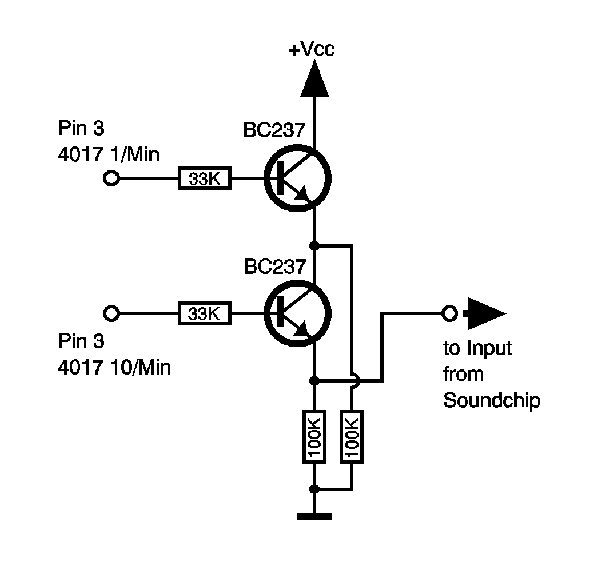 +Vcc
Pin 3
4017 1/Min
BC237
33K
BC237
33K
Pin 3
4017 10/Min
to Input
from
Soundchip
100K
100K